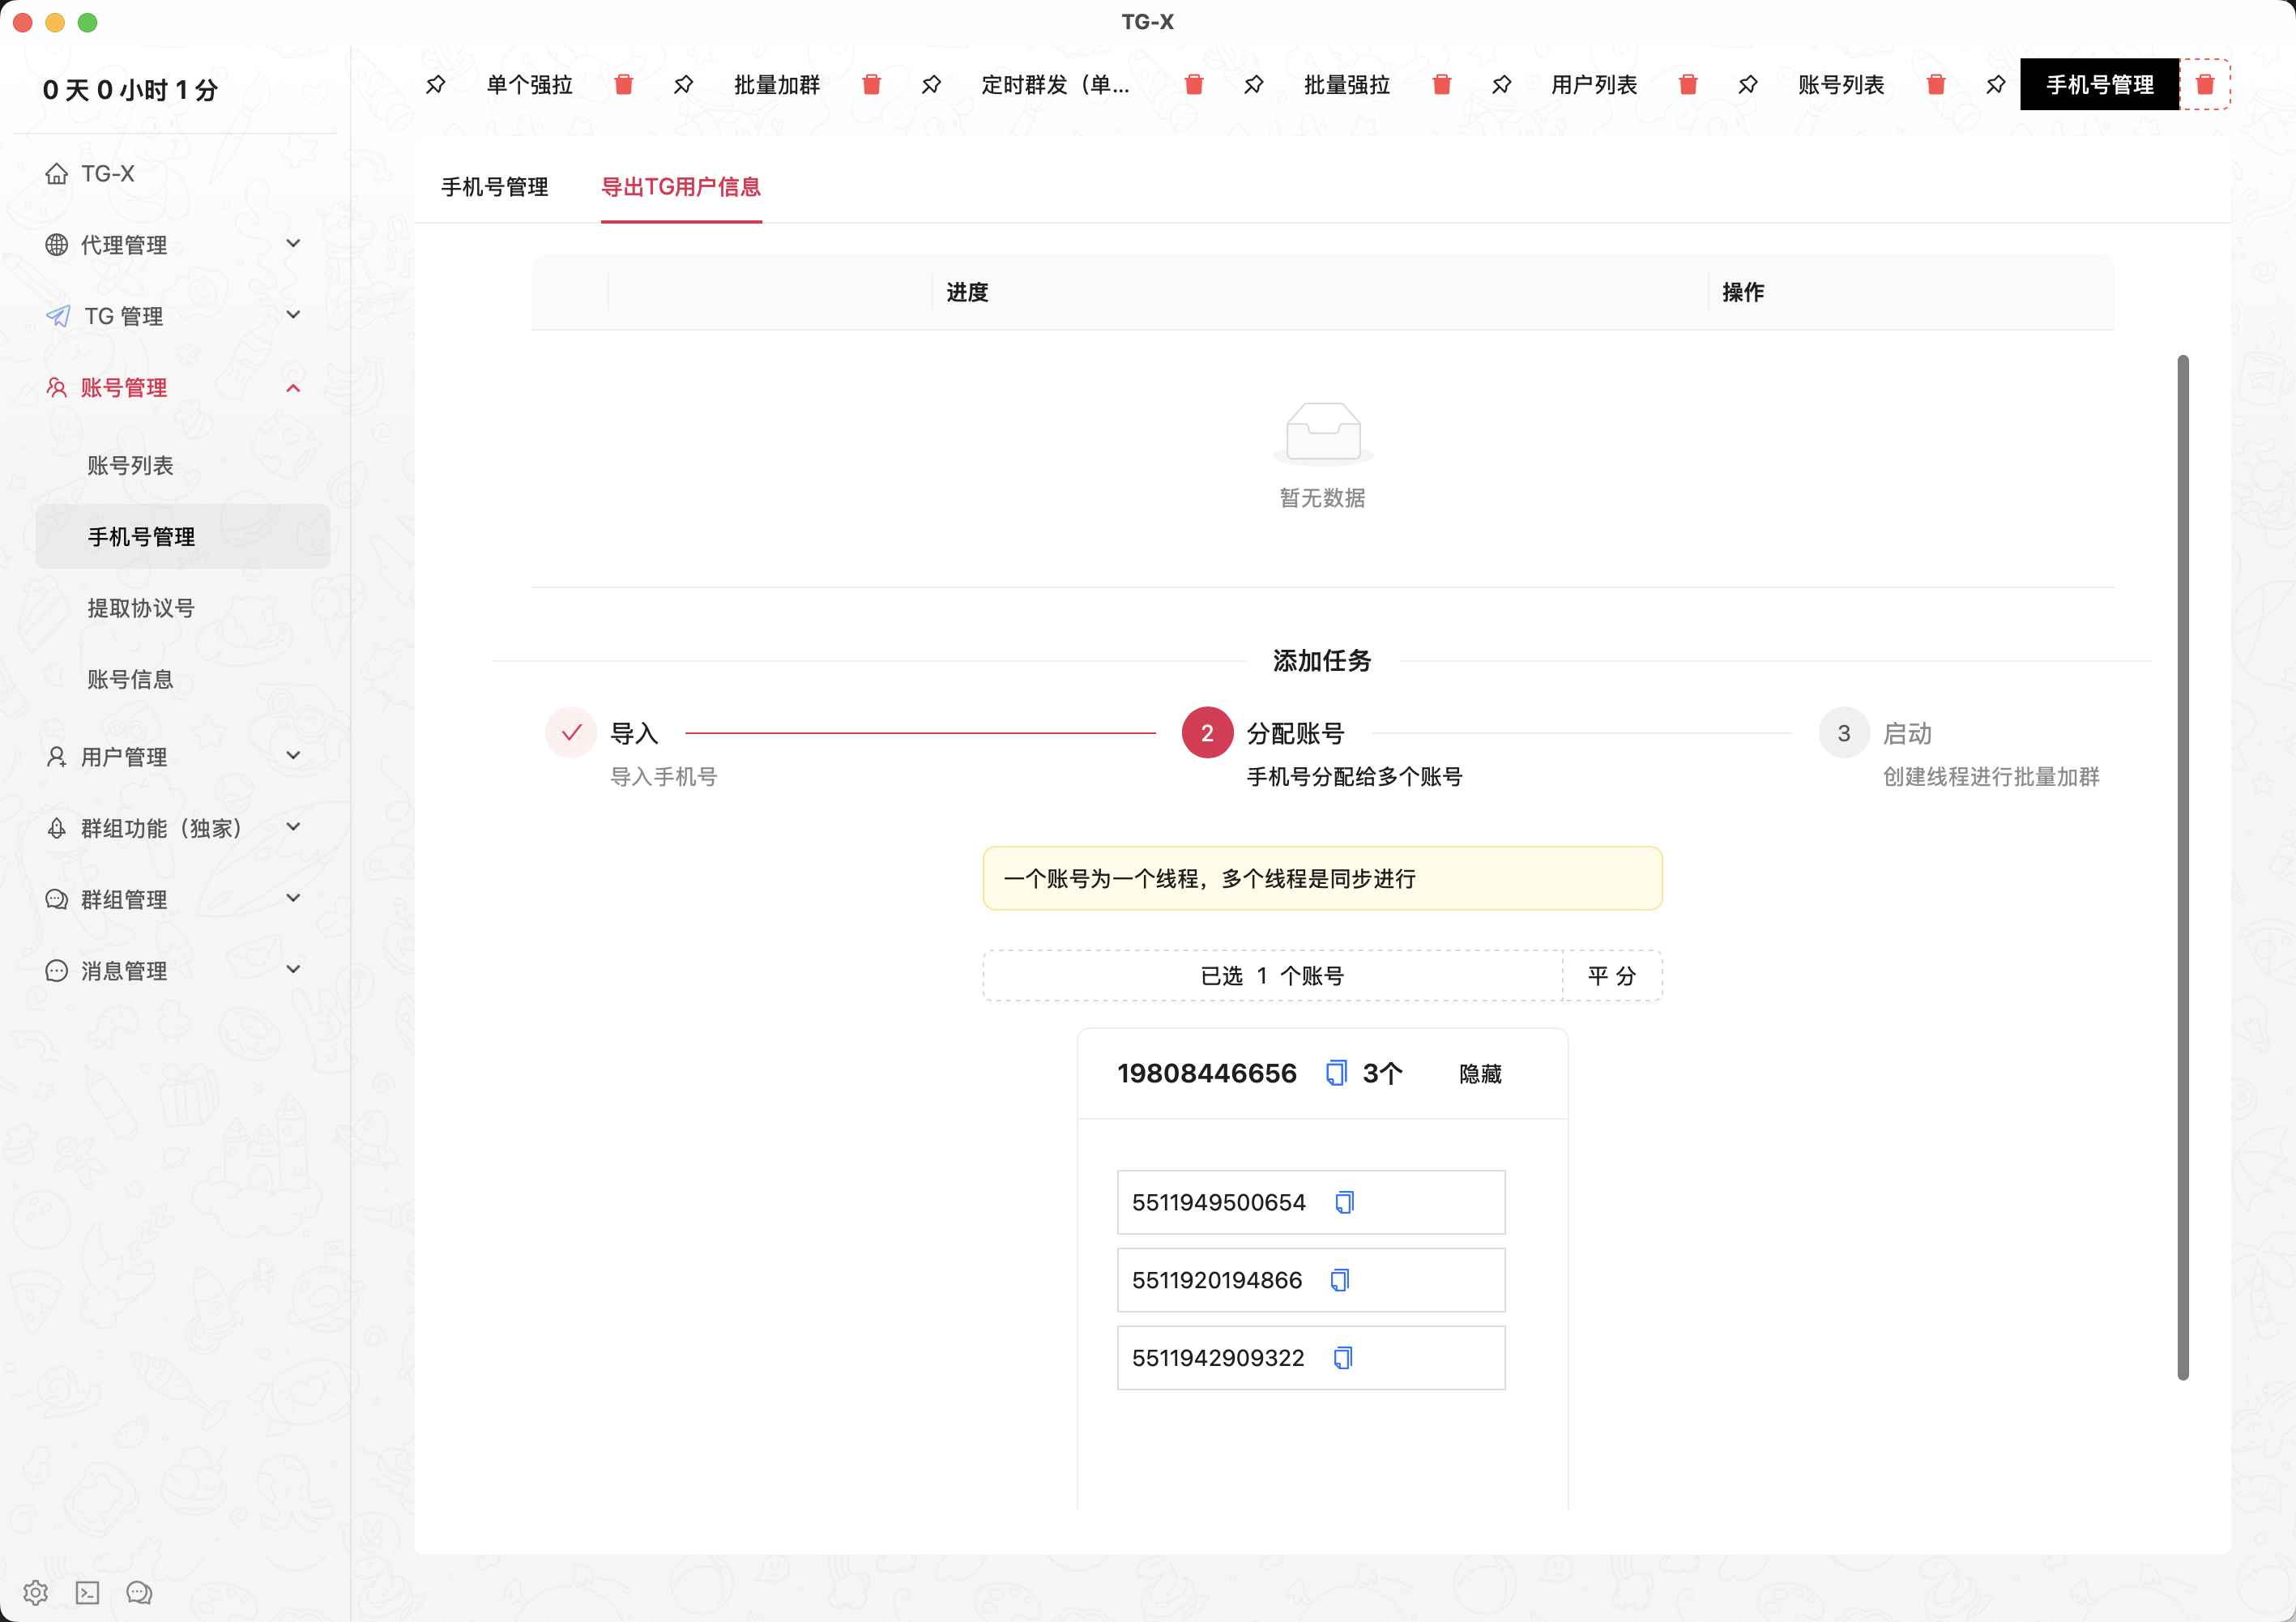 TG-X
0 天 0 小时 1 分
单个强拉
批量加群
定时群发（单...
批量强拉
用户列表
账号列表
手机号管理
TG-X
代理管理
TG 管理
账号管理
账号列表
手机号管理
提取协议号
账号信息
用户管理
群组功能（独家）
群组管理
消息管理
手机号管理
导出TG用户信息
进度
操作
暂无数据
添加任务
导入
导入手机号
2
分配账号
手机号分配给多个账号
3
启动
创建线程进行批量加群
一个账号为一个线程，多个线程是同步进行
已选 1 个账号
平 分
19808446656
3个
隐藏
5511949500654
5511920194866
5511942909322